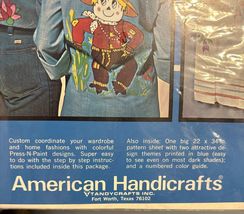 Custom coordinate your wardrobe
and home fashions with colorful
Press-N-Paint designs. Super easy
to do with the step by step instruc-
tions included inside this package.
Also inside: One big 22 x 34"
pattern sheet with two attractive de-
sign themes printed in blue (easy
to see even on most dark shades);
and a numbered color guide.
American Handicrafts
TANDYCRAFTS INC.
Fort Worth, Texas 76102